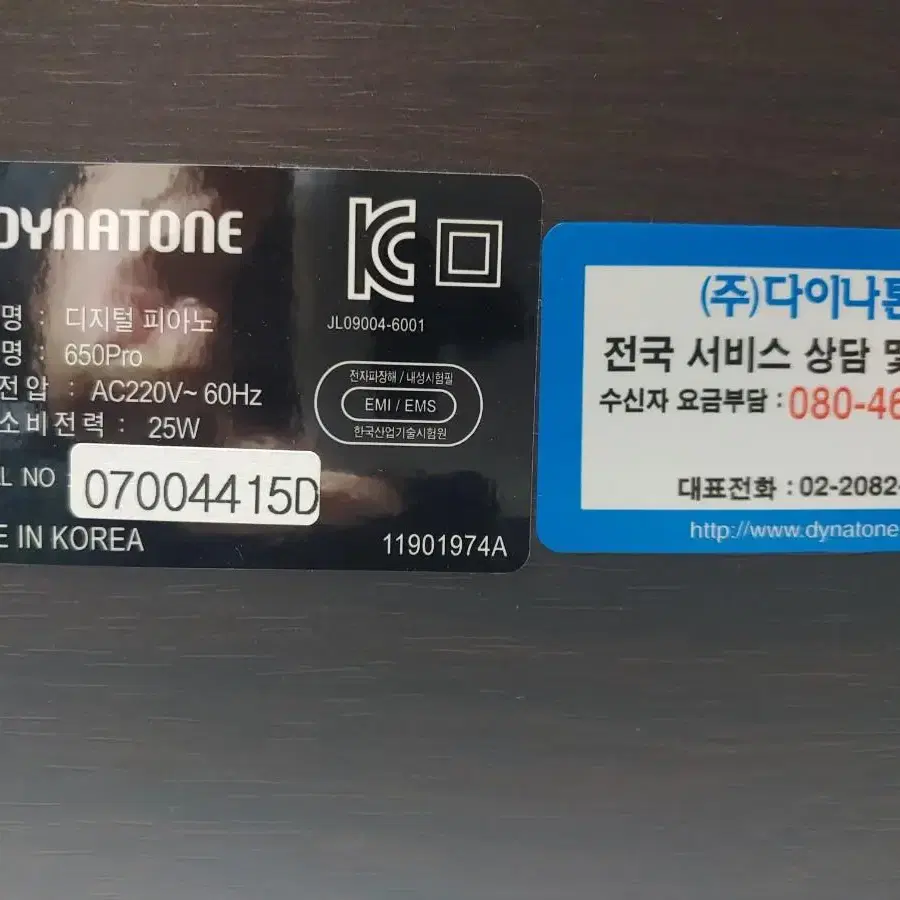 DYNATONE
명 : 디지털 피아노
명 : 650Pro
전압 : AC220V~ 60Hz
소비전력 : 25W
L NO :
07004415D
E IN KOREA
11901974A
JL09004-6001
전자파장해 / 내성시험필
EMI / EMS
한국산업기술시험원
(주)다이나톤
전국 서비스 상담 및
수신자 요금부담 : 080-46
대표전화 : 02-2082-
http://www.dynatone